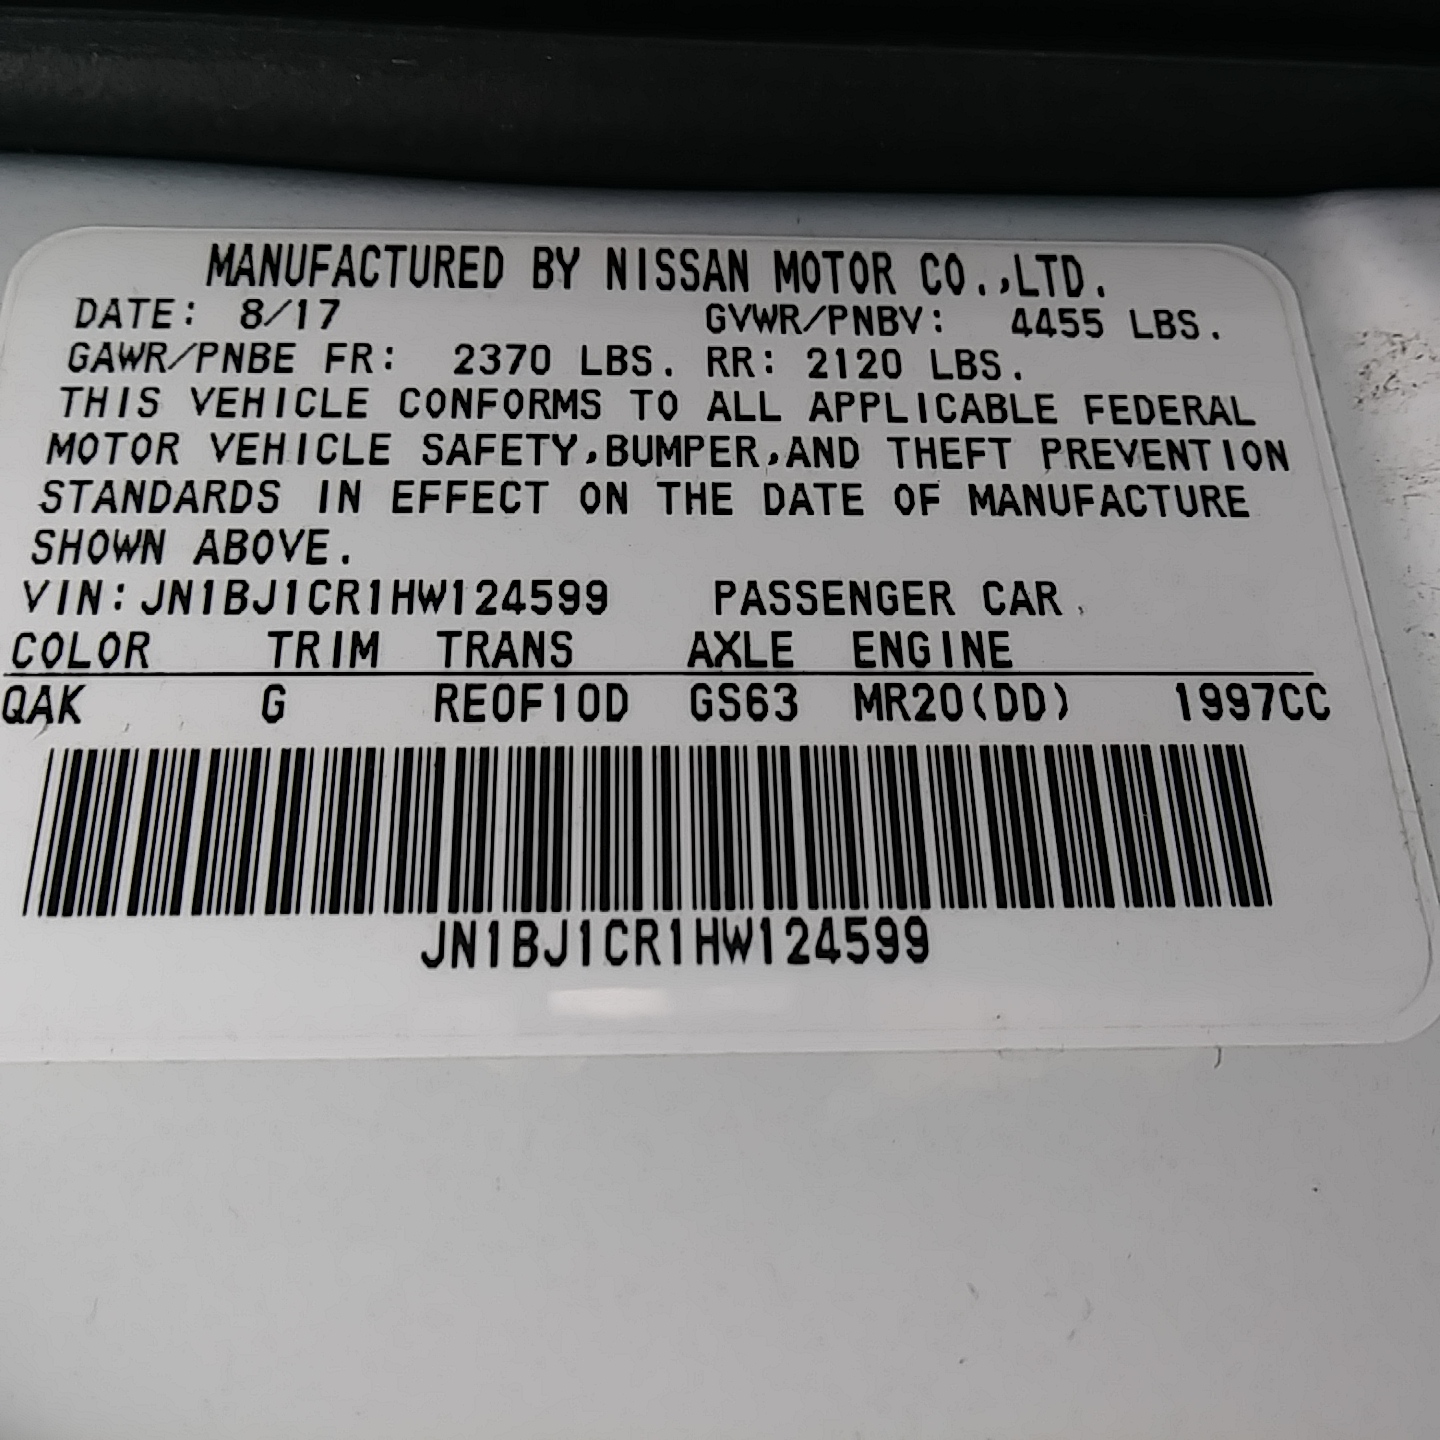 MANUFACTURED BY NISSAN MOTOR CO.,LTD.
DATE: 8/17 GVWR/PNBV: 4455 LBS.
GAWR/PNBE FR: 2370 LBS. RR: 2120 LBS.
THIS VEHICLE CONFORMS TO ALL APPLICABLE FEDERAL
MOTOR VEHICLE SAFETY,BUMPER,AND THEFT PREVENTION
STANDARDS IN EFFECT ON THE DATE OF MANUFACTURE
SHOWN ABOVE.
VIN:JN1BJ1CR1HW124599 PASSENGER CAR
COLOR TRIM TRANS AXLE ENGINE
QAK G RE0F10D GS63 MR20(DD) 1997CC
JN1BJ1CR1HW124599